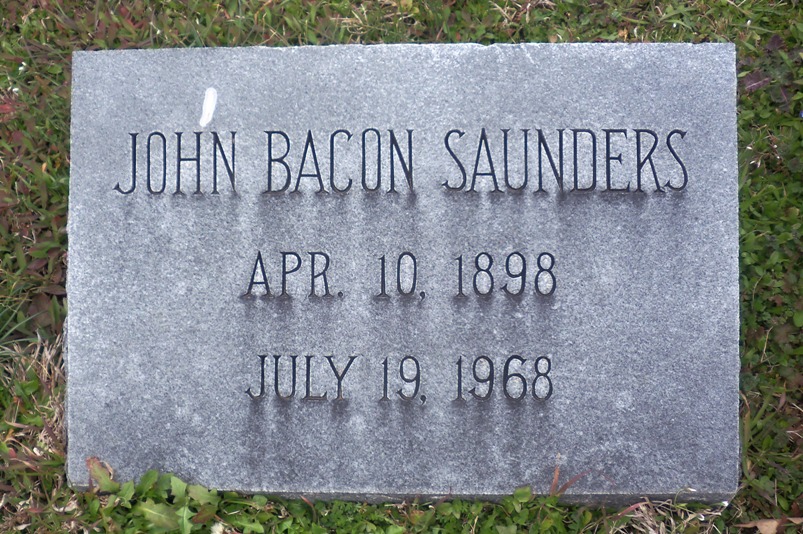 JOHN BACON SAUNDERS
APR. 10, 1898
JULY 19, 1968